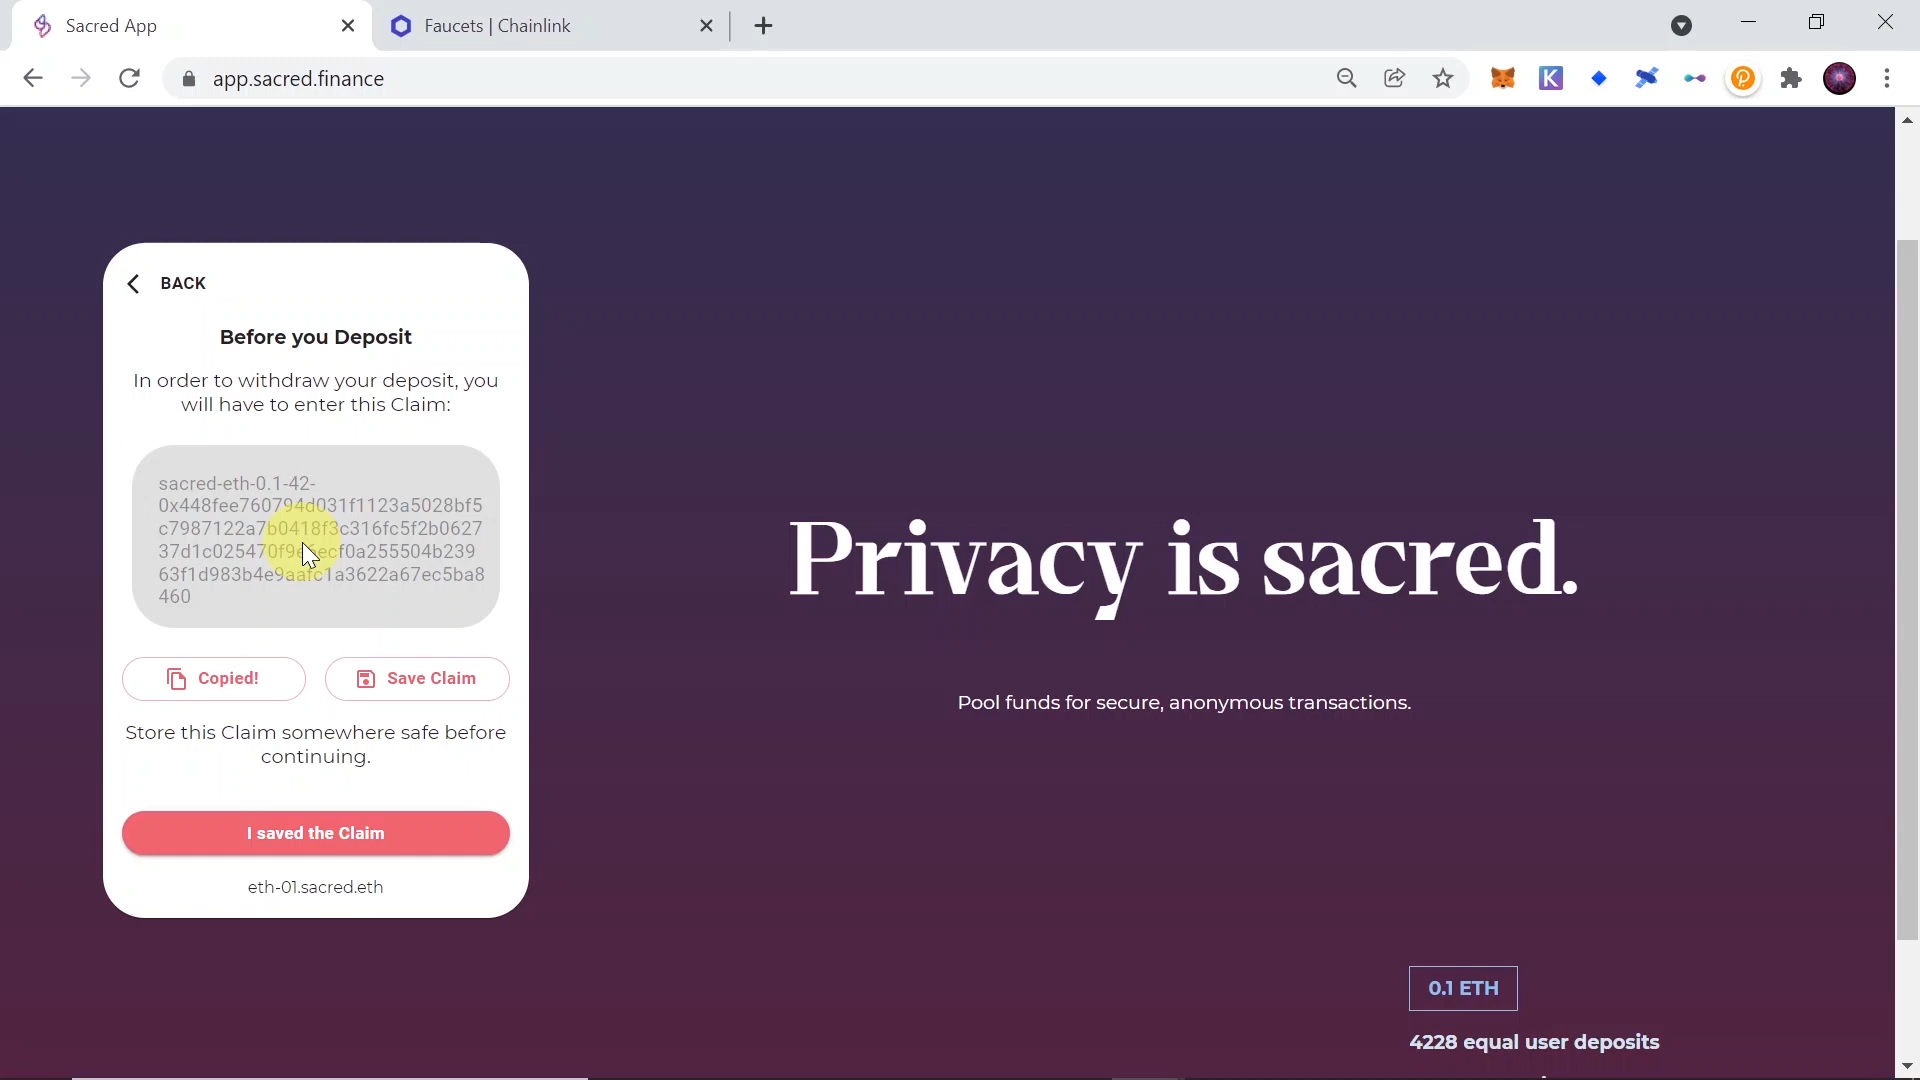 Sacred App
Faucets | Chainlink
app.sacred.finance
BACK
Before you Deposit
In order to withdraw your deposit, you
will have to enter this Claim:
sacred-eth-0.1-42-
0x448fee760794d031f1123a5028bf5
c7987122a7b0418f3c316fc5f2b0627
63f1d983b4e9aafc1a3622a67ec5ba8
460
Copied!
Save Claim
Store this Claim somewhere safe before
continuing.
I saved the Claim
eth-01.sacred.eth
Privacy is sacred.
Pool funds for secure, anonymous transactions.
0.1 ETH
4228 equal user deposits